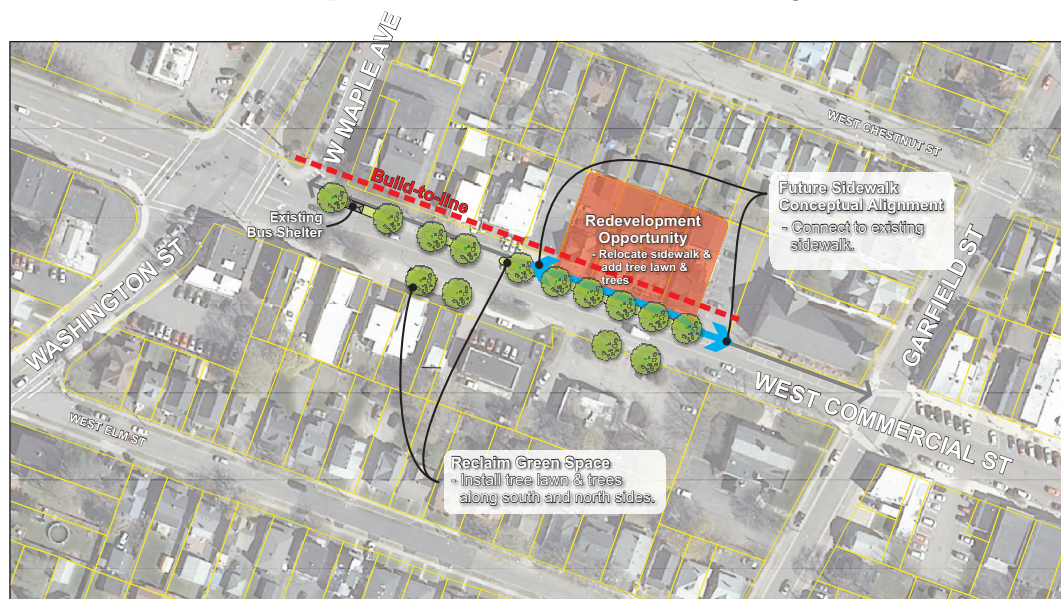 W MAPLE AVE
WEST CHESTNUT ST
Build-to-line
Future Sidewalk
Conceptual Alignment
- Connect to existing
sidewalk.
Existing
Bus Shelter
Redevelopment
Opportunity
- Relocate sidewalk &
add tree lawn &
trees
WASHINGTON ST
GARFIELD ST
WEST COMMERCIAL ST
WEST ELM ST
Reclaim Green Space
- Install tree lawn & trees
along south and north sides.